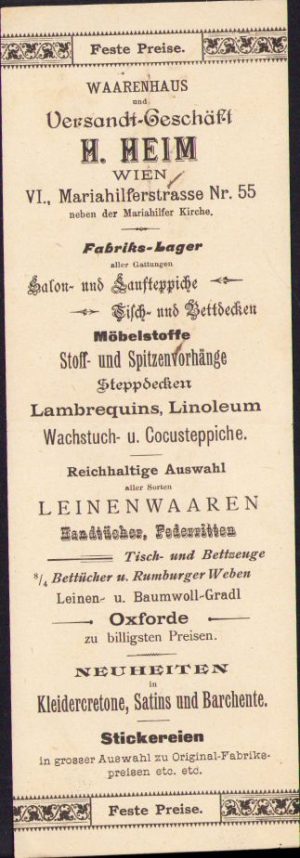 Feste Preise.
WAARENHAUS
und
Versandt-Geschäft
H. HEIM
WIEN
VI., Mariahilferstrasse Nr. 55
neben der Mariahilfer Kirche.
Fabriks-Lager
aller Gattungen
Salon- und Laufteppiche
Tisch- und Bettdecken
Möbelstoffe
Stoff- und Spitzenvorhänge
Steppdecken
Lambrequins, Linoleum
Wachstuch- u. Cocusteppiche.
Reichhaltige Auswahl
aller Sorten
LEINENWAAREN
Handtücher, Federritten
Tisch- und Bettzeuge
8/4 Bettücher u. Rumburger Weben
Leinen- u. Baumwoll-Gradl
Oxforde
zu billigsten Preisen.
NEUHEITEN
in
Kleidercretone, Satins und Barchente.
Stickereien
in grosser Auswahl zu Original-Fabriks-
preisen etc. etc.
Feste Preise.